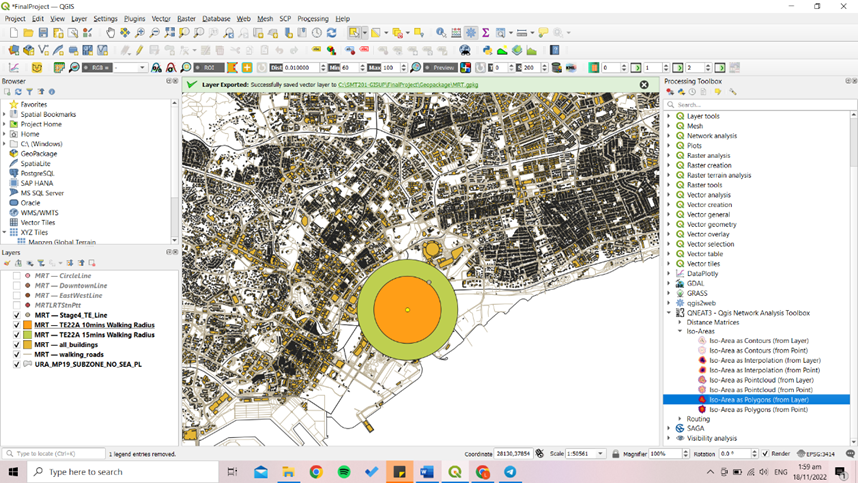 *FinalProject — QGIS
Project Edit View Layer Settings Plugins Vector Raster Database Web Mesh SCP Processing Help
RGB = - Dist 0.010000 Min 60 Max 100 ROI Preview T 0 S 200 0 1 2
Browser
Favorites
Spatial Bookmarks
Project Home
Home
C:\ (Windows)
GeoPackage
SpatiaLite
PostgreSQL
SAP HANA
MS SQL Server
Oracle
WMS/WMTS
Vector Tiles
XYZ Tiles
Mapzen Global Terrain
Layers
MRT — CircleLine
MRT — DowntownLine
MRT — EastWestLine
MRTLRTStnPtt
MRT — Stage4_TE_Line
MRT — TE22A 10mins Walking Radius
MRT — TE22A 15mins Walking Radius
MRT — all_buildings
MRT — walking_roads
URA_MP19_SUBZONE_NO_SEA_PL
Layer Exported: Successfully saved vector layer to C:\SMT201-GISUP\FinalProject\Geopackage\MRT.gpkg
Processing Toolbox
Search...
Layer tools
Mesh
Network analysis
Plots
Raster analysis
Raster creation
Raster terrain analysis
Raster tools
Vector analysis
Vector creation
Vector general
Vector geometry
Vector overlay
Vector selection
Vector table
Vector tiles
DataPlotly
GDAL
GRASS
qgis2web
QNEAT3 - Qgis Network Analysis Toolbox
Distance Matrices
Iso-Areas
Iso-Area as Contours (from Layer)
Iso-Area as Contours (from Point)
Iso-Area as Interpolation (from Layer)
Iso-Area as Interpolation (from Point)
Iso-Area as Pointcloud (from Layer)
Iso-Area as Pointcloud (from Point)
Iso-Area as Polygons (from Layer)
Iso-Area as Polygons (from Point)
Routing
SAGA
Visibility analysis
Type to locate (Ctrl+K) 1 legend entries removed. Coordinate 28130,37854 Scale 1:50561 Magnifier 100% Rotation 0.0 ° Render EPSG:3414
Type here to search
ENG
1:59 am
18/11/2022